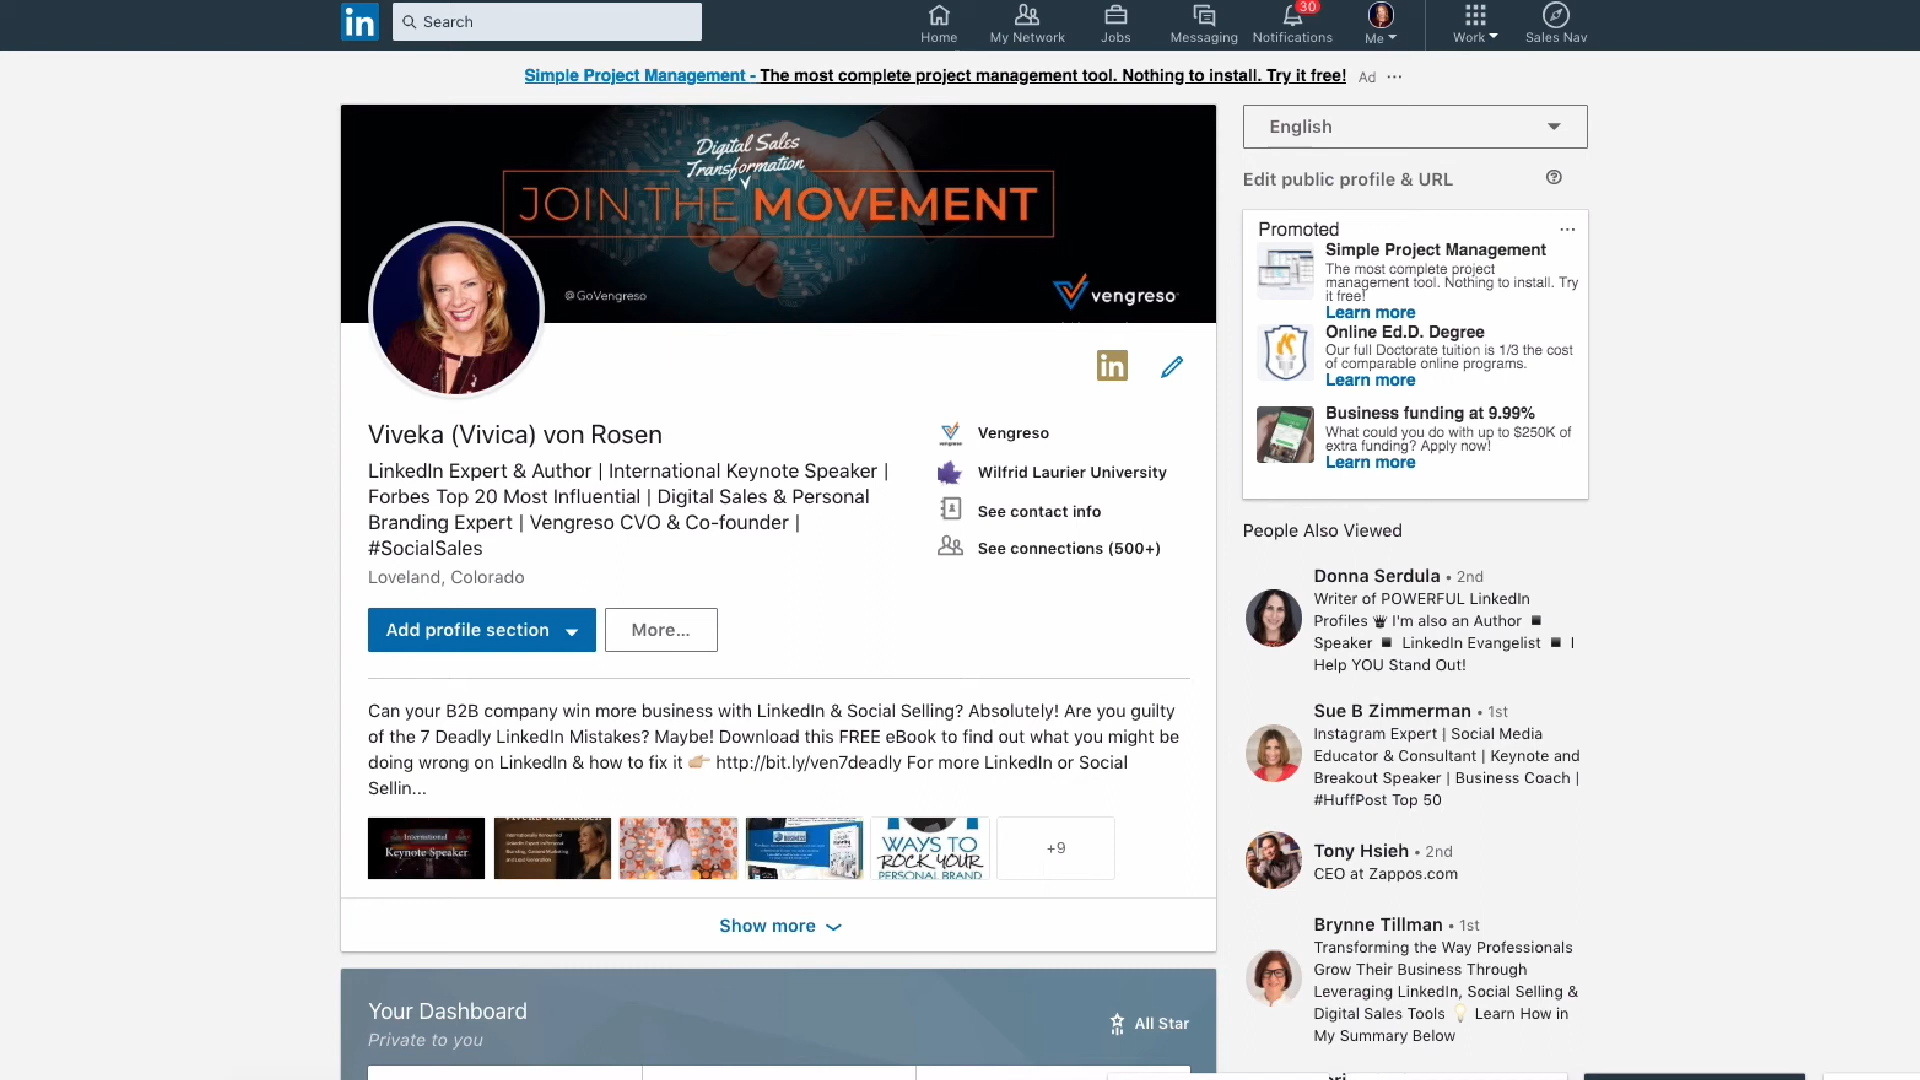 in
Search
Home
My Network
Jobs
Messaging
30
Notifications
Me
Work
Sales Nav
Simple Project Management - The most complete project management tool. Nothing to install. Try it free! Ad ···
Digital Sales
Transformation
JOIN THE MOVEMENT
@GoVengreso
vengreso
in
Viveka (Vivica) von Rosen
LinkedIn Expert & Author | International Keynote Speaker |
Forbes Top 20 Most Influential | Digital Sales & Personal
Branding Expert | Vengreso CVO & Co-founder |
#SocialSales
Loveland, Colorado
Vengreso
Wilfrid Laurier University
See contact info
See connections (500+)
Add profile section
More...
Can your B2B company win more business with LinkedIn & Social Selling? Absolutely! Are you guilty
of the 7 Deadly LinkedIn Mistakes? Maybe! Download this FREE eBook to find out what you might be
doing wrong on LinkedIn & how to fix it 👉🏼 http://bit.ly/ven7deadly For more LinkedIn or Social
Sellin...
International
Keynote Speaker
WAYS TO
ROCK YOUR
PERSONAL BRAND
+9
Show more
Your Dashboard
Private to you
All Star
English
Edit public profile & URL
Promoted
Simple Project Management
The most complete project
management tool. Nothing to install. Try
it free!
Learn more
Online Ed.D. Degree
Our full Doctorate tuition is 1/3 the cost
of comparable online programs.
Learn more
Business funding at 9.99%
What could you do with up to $250K of
extra funding? Apply now!
Learn more
People Also Viewed
Donna Serdula • 2nd
Writer of POWERFUL LinkedIn
Profiles ♛ I'm also an Author ◾
Speaker ◾ LinkedIn Evangelist ◾ I
Help YOU Stand Out!
Sue B Zimmerman • 1st
Instagram Expert | Social Media
Educator & Consultant | Keynote and
Breakout Speaker | Business Coach |
#HuffPost Top 50
Tony Hsieh • 2nd
CEO at Zappos.com
Brynne Tillman • 1st
Transforming the Way Professionals
Grow Their Business Through
Leveraging LinkedIn, Social Selling &
Digital Sales Tools 💡 Learn How in
My Summary Below